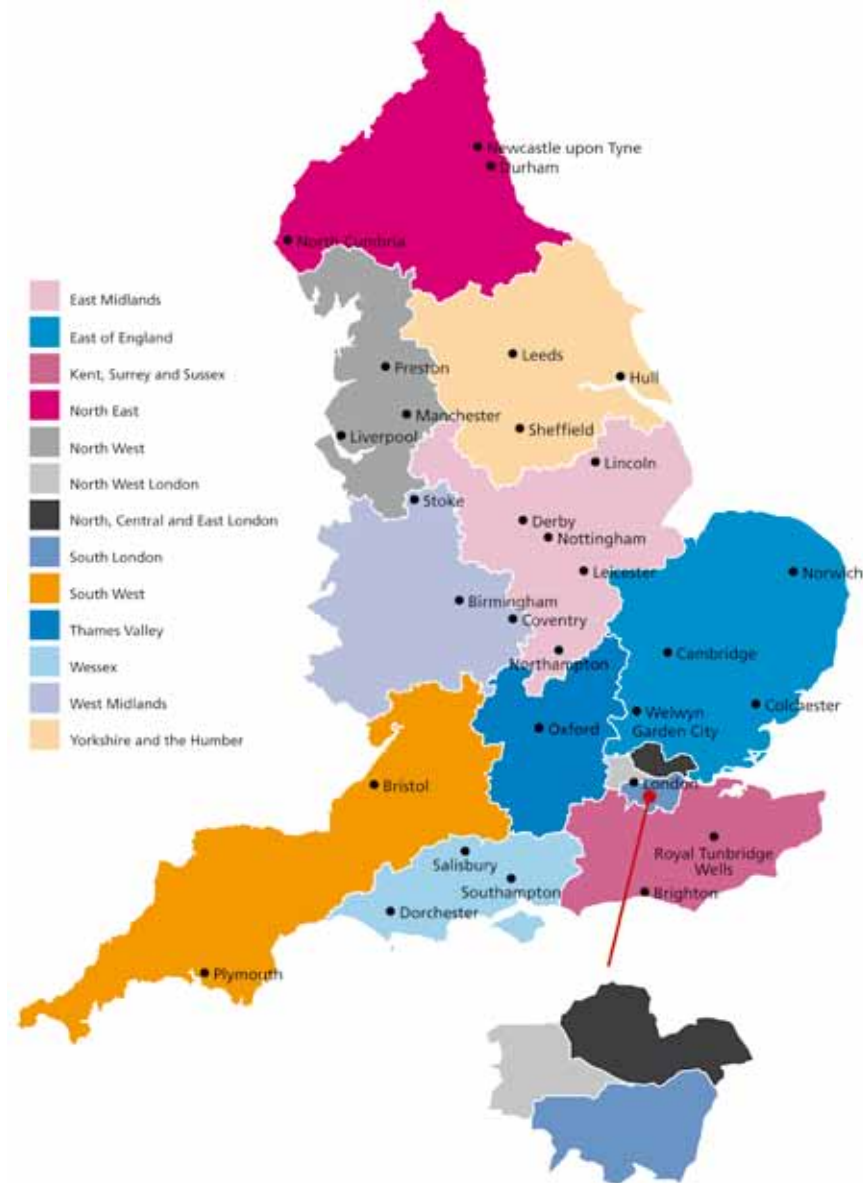 Newcastle upon Tyne
Durham
North Cumbria
East Midlands
East of England
Kent, Surrey and Sussex
North East
North West
North West London
North, Central and East London
South London
South West
Thames Valley
Wessex
West Midlands
Yorkshire and the Humber
Leeds
Hull
Preston
Manchester
Liverpool
Sheffield
Lincoln
Stoke
Derby
Nottingham
Leicester
Norwich
Birmingham
Coventry
Northampton
Cambridge
Colchester
Welwyn
Garden City
Oxford
London
Bristol
Royal Tunbridge
Wells
Salisbury
Southampton
Brighton
Dorchester
Plymouth